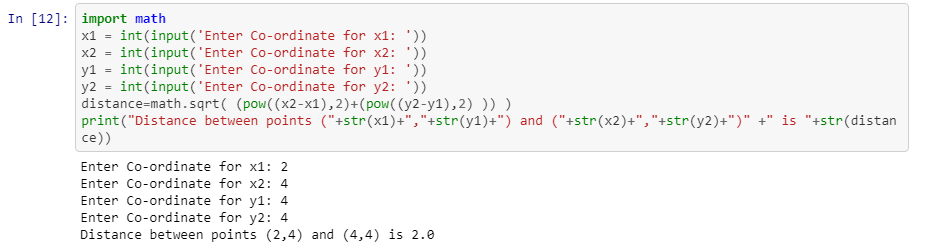 In [12]: import math
x1 = int(input('Enter Co-ordinate for x1: '))
x2 = int(input('Enter Co-ordinate for x2: '))
y1 = int(input('Enter Co-ordinate for y1: '))
y2 = int(input('Enter Co-ordinate for y2: '))
distance=math.sqrt( (pow((x2-x1),2)+(pow((y2-y1),2) )) )
print("Distance between points ("+str(x1)+","+str(y1)+") and ("+str(x2)+","+str(y2)+")" +" is "+str(distan
ce))
Enter Co-ordinate for x1: 2
Enter Co-ordinate for x2: 4
Enter Co-ordinate for y1: 4
Enter Co-ordinate for y2: 4
Distance between points (2,4) and (4,4) is 2.0